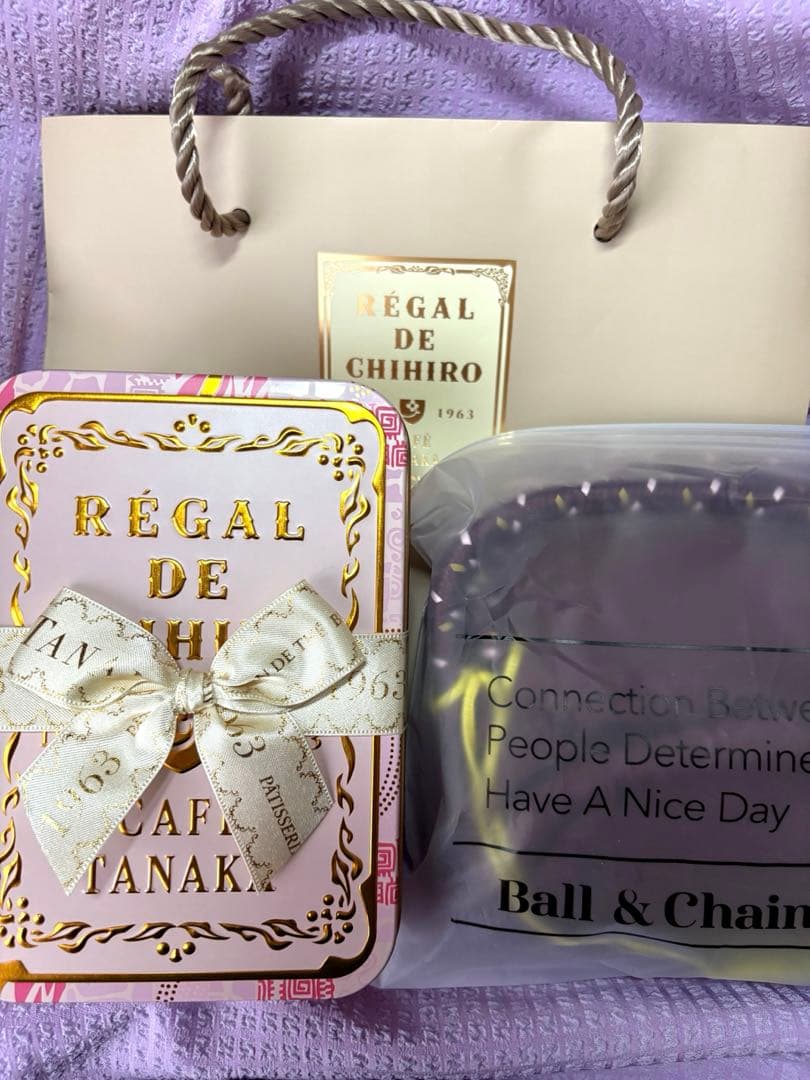 RÉGAL
DE
CHIHIRO
1963
RÉGAL
DE
CAFÉ
TANAKA
1963
1963
PÂTISSERI
Connection Betwe
People Determine
Have A Nice Day
Ball & Chain